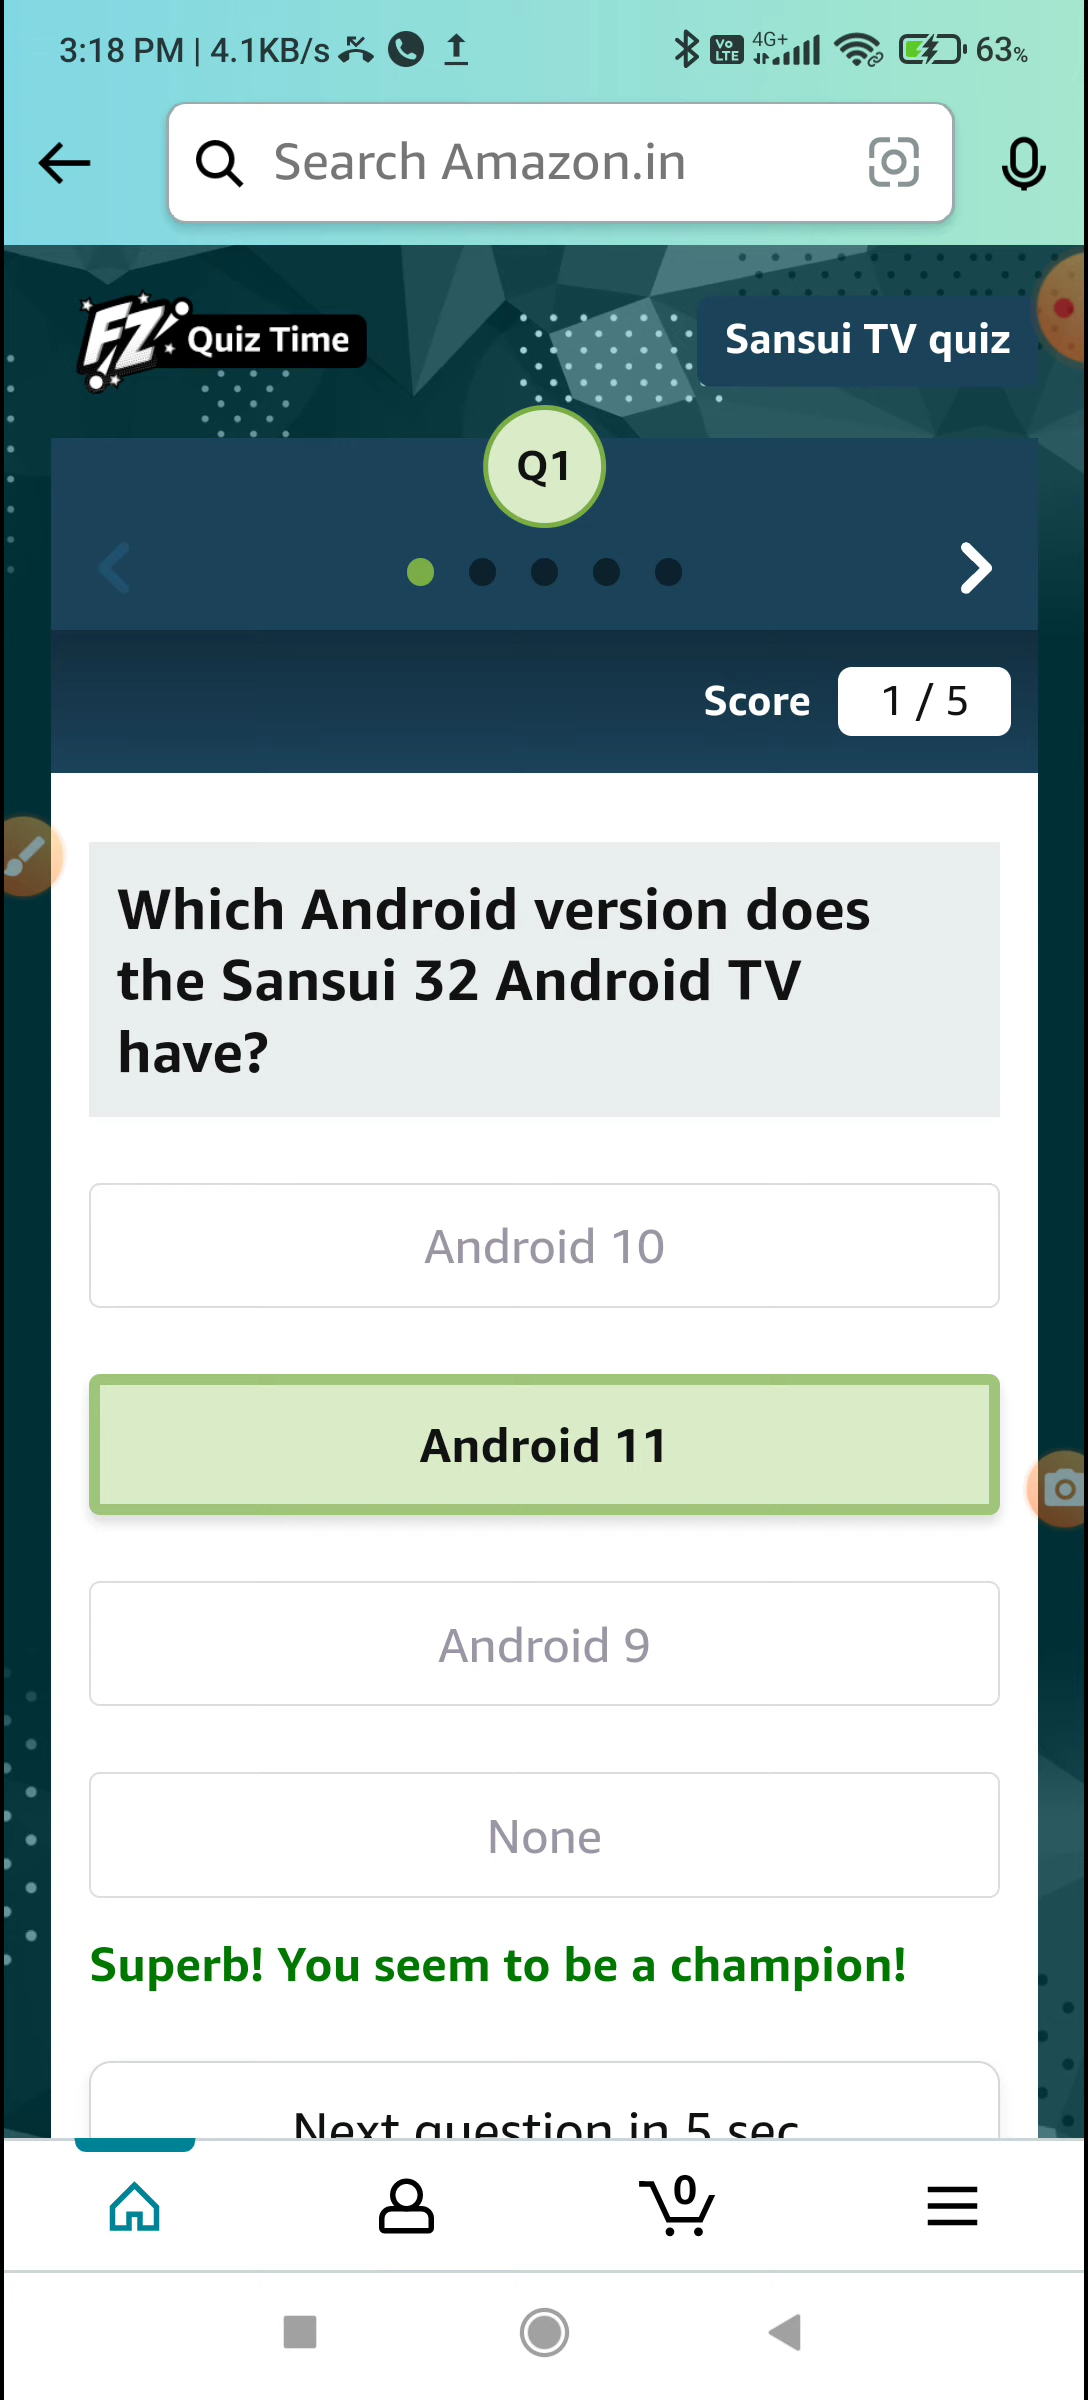 3:18 PM | 4.1KB/s Vo LTE 4G+ 63%
Search Amazon.in
FZ Quiz Time
Sansui TV quiz
Q1
Score 1 / 5
Which Android version does
the Sansui 32 Android TV
have?
Android 10
Android 11
Android 9
None
Superb! You seem to be a champion!
Next question in 5 sec
0